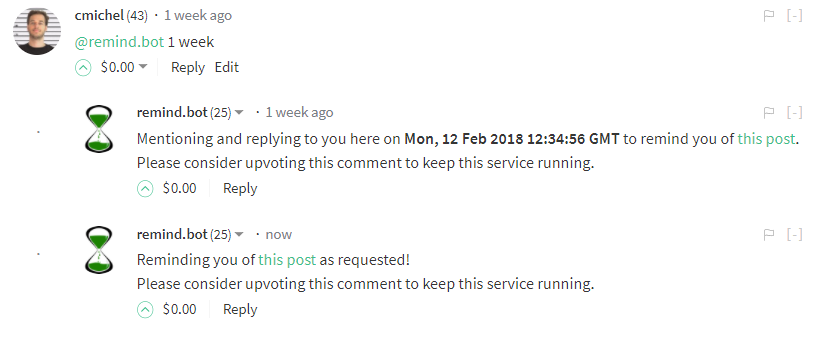 cmichel (43) · 1 week ago [-]
@remind.bot 1 week
$0.00 Reply Edit
remind.bot (25) · 1 week ago [-]
Mentioning and replying to you here on Mon, 12 Feb 2018 12:34:56 GMT to remind you of this post.
Please consider upvoting this comment to keep this service running.
$0.00 Reply
remind.bot (25) · now [-]
Reminding you of this post as requested!
Please consider upvoting this comment to keep this service running.
$0.00 Reply